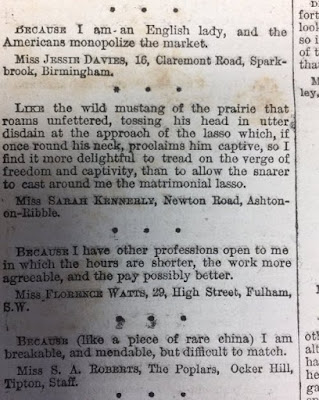 * * *
BECAUSE I am an English lady, and the
Americans monopolize the market.
Miss JESSIE DAVIES, 16, Claremont Road, Spark-
brook, Birmingham.
* * *
LIKE the wild mustang of the prairie that
roams unfettered, tossing his head in utter
disdain at the approach of the lasso which, if
once round his neck, proclaims him captive, so I
find it more delightful to tread on the verge of
freedom and captivity, than to allow the snarer
to cast around me the matrimonial lasso.
Miss SARAH KENNERLY, Newton Road, Ashton-
on-Ribble.
* * *
BECAUSE I have other professions open to me
in which the hours are shorter, the work more
agreeable, and the pay possibly better.
Miss FLORENCE WATTS, 29, High Street, Fulham,
S.W.
* * *
BECAUSE (like a piece of rare china) I am
breakable, and mendable, but difficult to match.
Miss S. A. ROBERTS, The Poplars, Ocker Hill,
Tipton, Staff.
* * *
fort
look
so i
of t
that
ley,